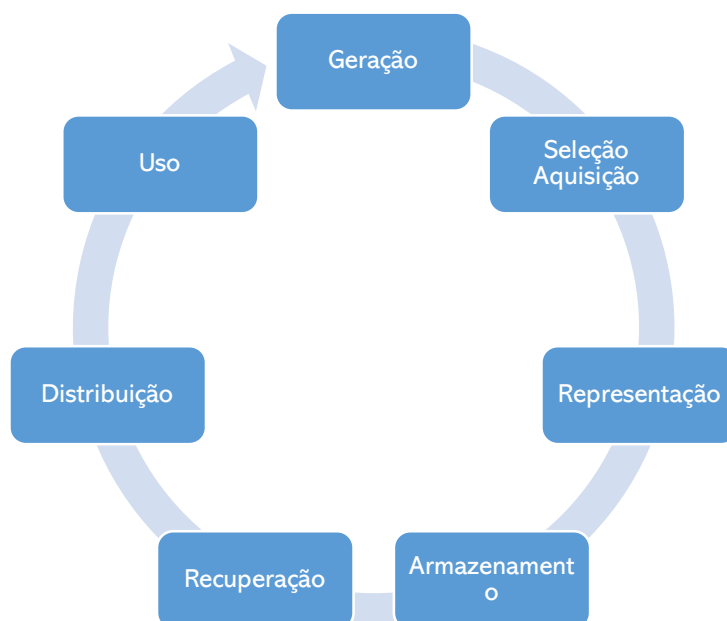 Geração
Seleção
Aquisição
Representação
Armazenament
o
Recuperação
Distribuição
Uso